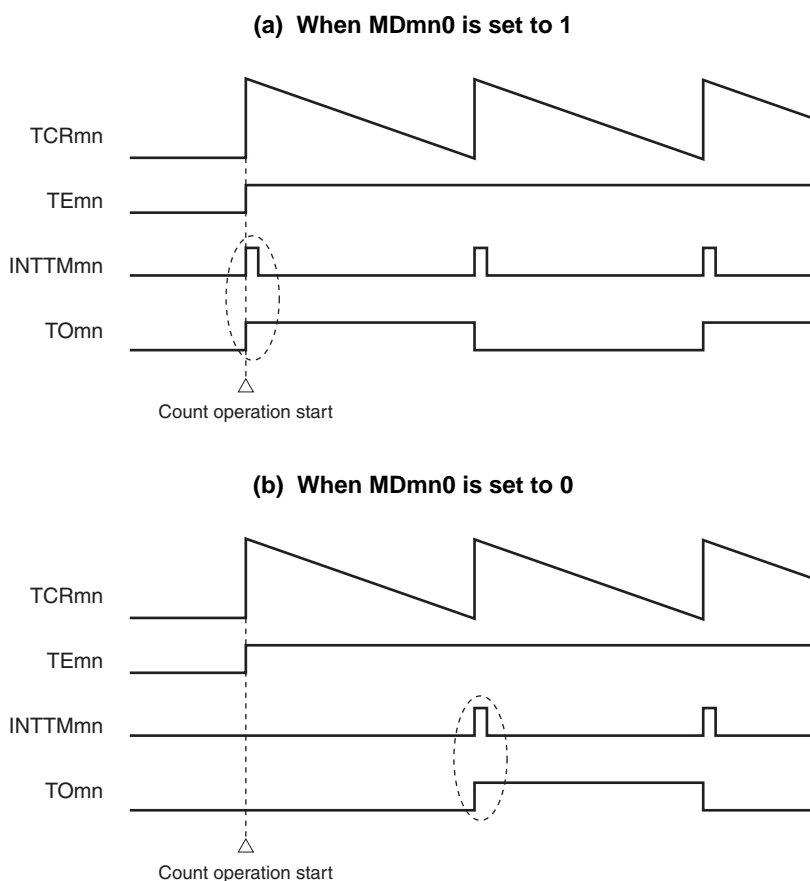 (a) When MDmn0 is set to 1
TCRmn
TEmn
INTTMmn
TOmn
Count operation start
(b) When MDmn0 is set to 0
TCRmn
TEmn
INTTMmn
TOmn
Count operation start